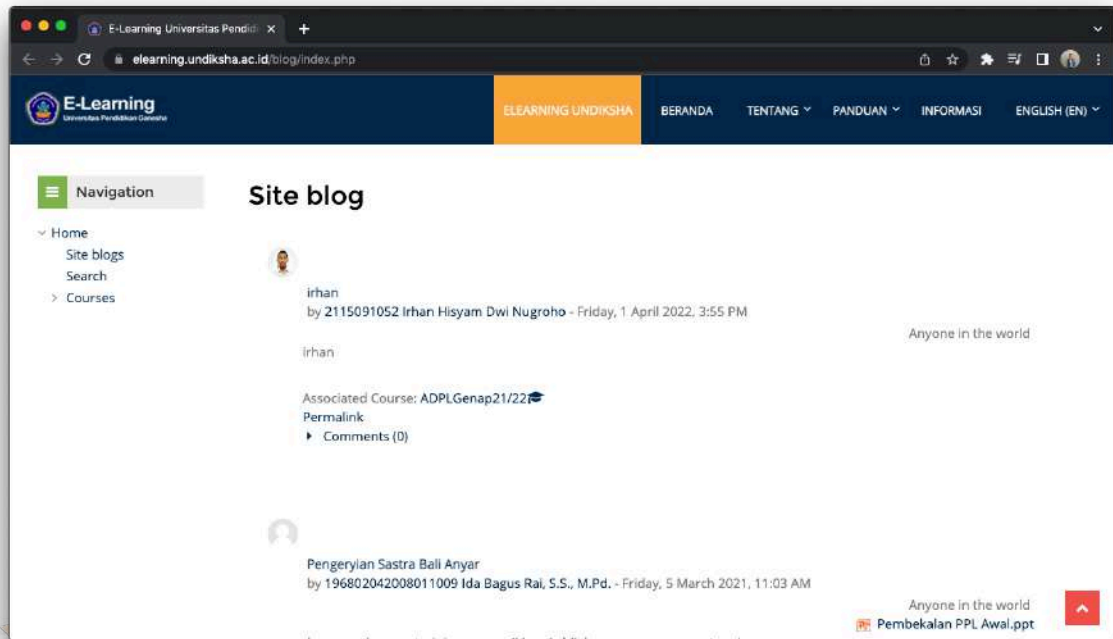 E-Learning Universitas Pendidi
elearning.undiksha.ac.id/blog/index.php
E-Learning
Universitas Pendidikan Ganesha
ELEARNING UNDIKSHA
BERANDA
TENTANG
PANDUAN
INFORMASI
ENGLISH (EN)
Navigation
Home
Site blogs
Search
Courses
Site blog
irhan
by 2115091052 Irhan Hisyam Dwi Nugroho - Friday, 1 April 2022, 3:55 PM
Anyone in the world
irhan
Associated Course: ADPLGenap21/22
Permalink
Comments (0)
Pengeryian Sastra Bali Anyar
by 196802042008011009 Ida Bagus Rai, S.S., M.Pd. - Friday, 5 March 2021, 11:03 AM
Anyone in the world
Pembekalan PPL Awal.ppt